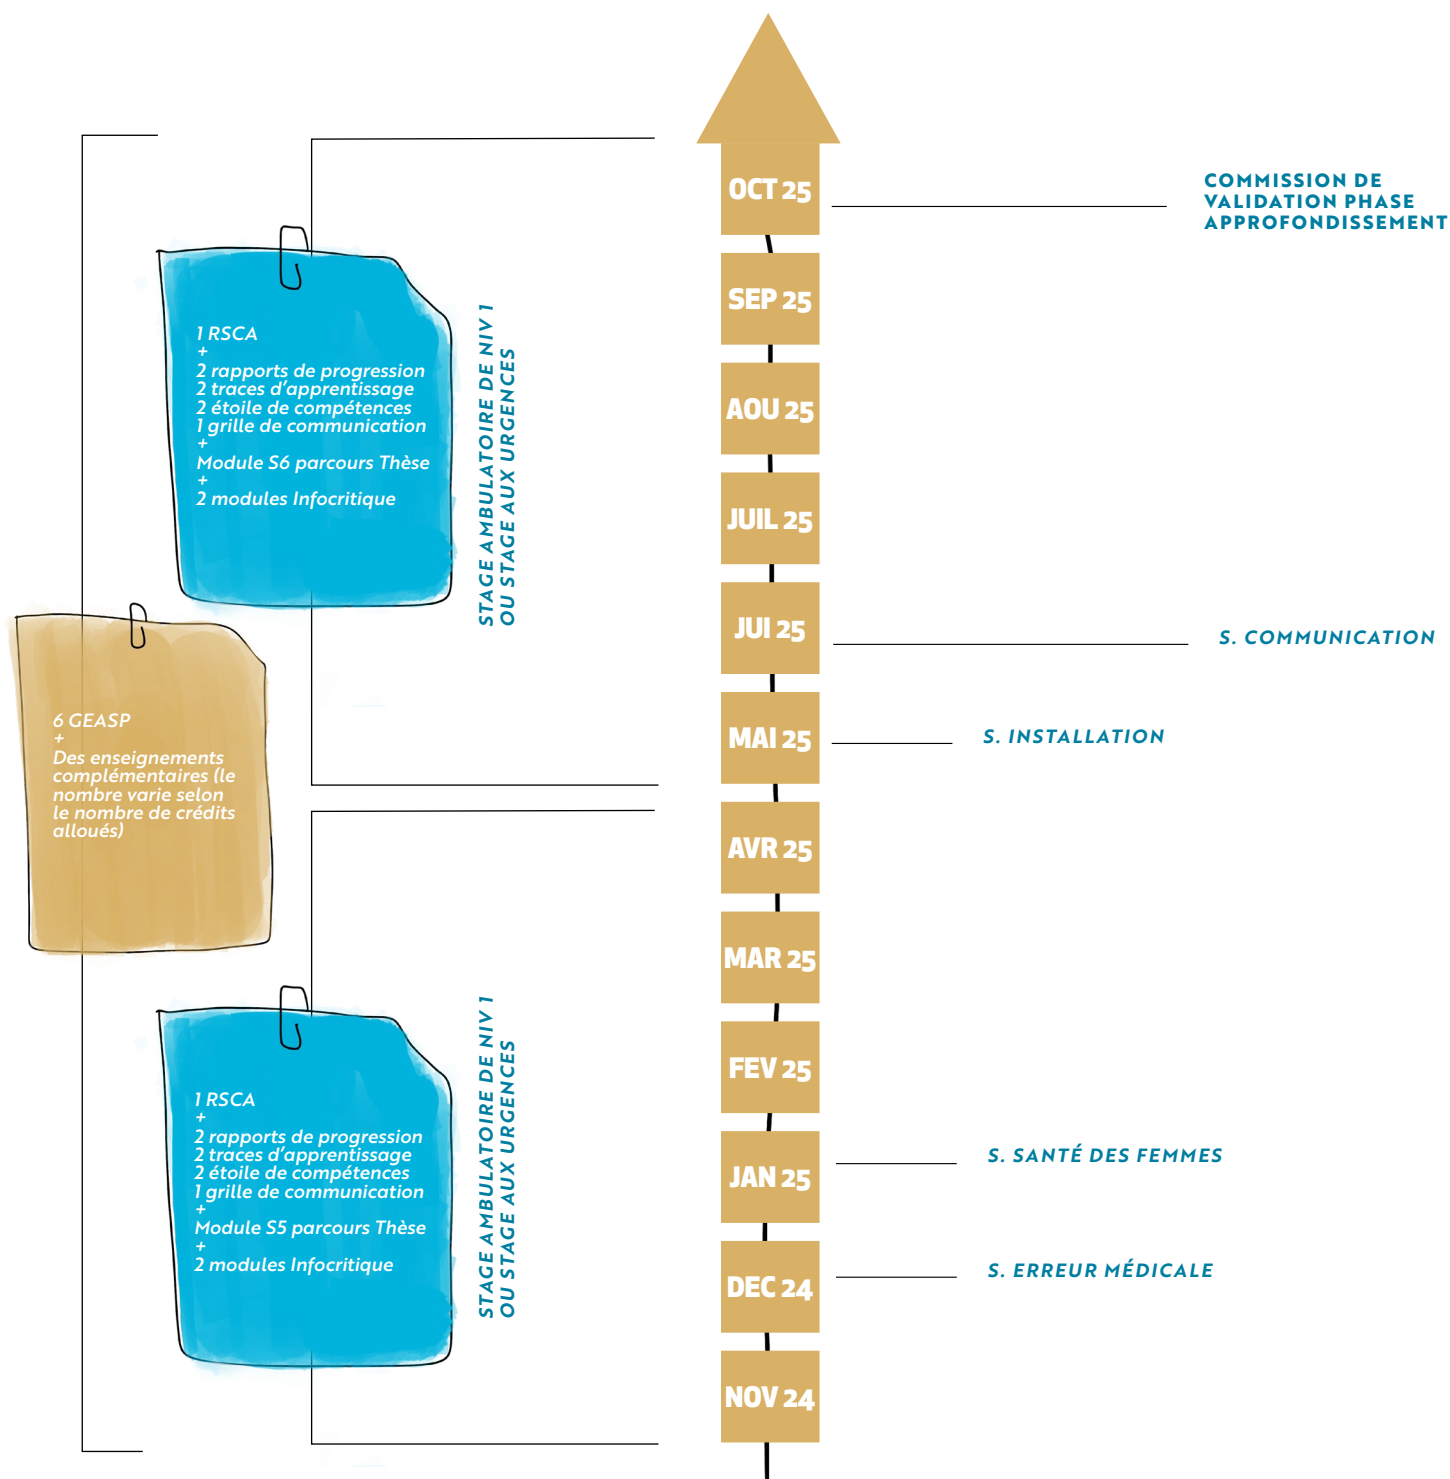 OCT 25
COMMISSION DE
VALIDATION PHASE
APPROFONDISSEMENT
SEP 25
AOU 25
JUIL 25
JUI 25
S. COMMUNICATION
MAI 25
S. INSTALLATION
AVR 25
MAR 25
FEV 25
JAN 25
S. SANTÉ DES FEMMES
DEC 24
S. ERREUR MÉDICALE
NOV 24
1 RSCA
+
2 rapports de progression
2 traces d'apprentissage
2 étoile de compétences
1 grille de communication
+
Module S6 parcours Thèse
+
2 modules Infocritique
STAGE AMBULATOIRE DE NIV 1
OU STAGE AUX URGENCES
6 GEASP
+
Des enseignements
complémentaires (le
nombre varie selon
le nombre de crédits
alloués)
1 RSCA
+
2 rapports de progression
2 traces d'apprentissage
2 étoile de compétences
1 grille de communication
+
Module S5 parcours Thèse
+
2 modules Infocritique
STAGE AMBULATOIRE DE NIV 1
OU STAGE AUX URGENCES